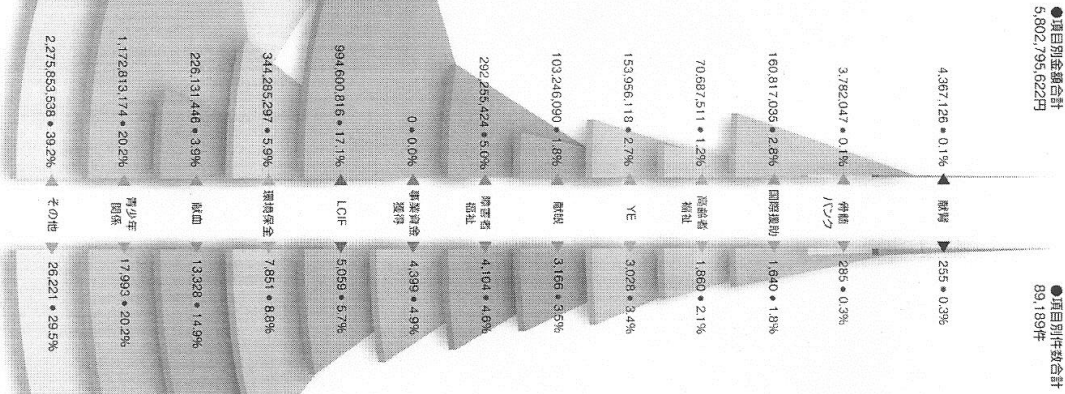 ●項目別金額合計
5,802,795,622円
●項目別件数合計
89,189件
4,367,126 ● 0.1% 献腎 255 ● 0.3%
3,782,047 ● 0.1% 骨髄バンク 285 ● 0.3%
160,817,035 ● 2.8% 国際援助 1,640 ● 1.8%
70,687,511 ● 1.2% 高齢者福祉 1,860 ● 2.1%
153,956,118 ● 2.7% YE 3,028 ● 3.4%
103,246,090 ● 1.8% 献眼 3,166 ● 3.5%
292,255,424 ● 5.0% 障害者福祉 4,104 ● 4.6%
0 ● 0.0% 事業資金獲得 4,399 ● 4.9%
994,600,816 ● 17.1% LCIF 5,059 ● 5.7%
344,285,297 ● 5.9% 環境保全 7,851 ● 8.8%
226,131,446 ● 3.9% 献血 13,328 ● 14.9%
1,172,813,174 ● 20.2% 青少年関係 17,993 ● 20.2%
2,275,853,538 ● 39.2% その他 26,221 ● 29.5%